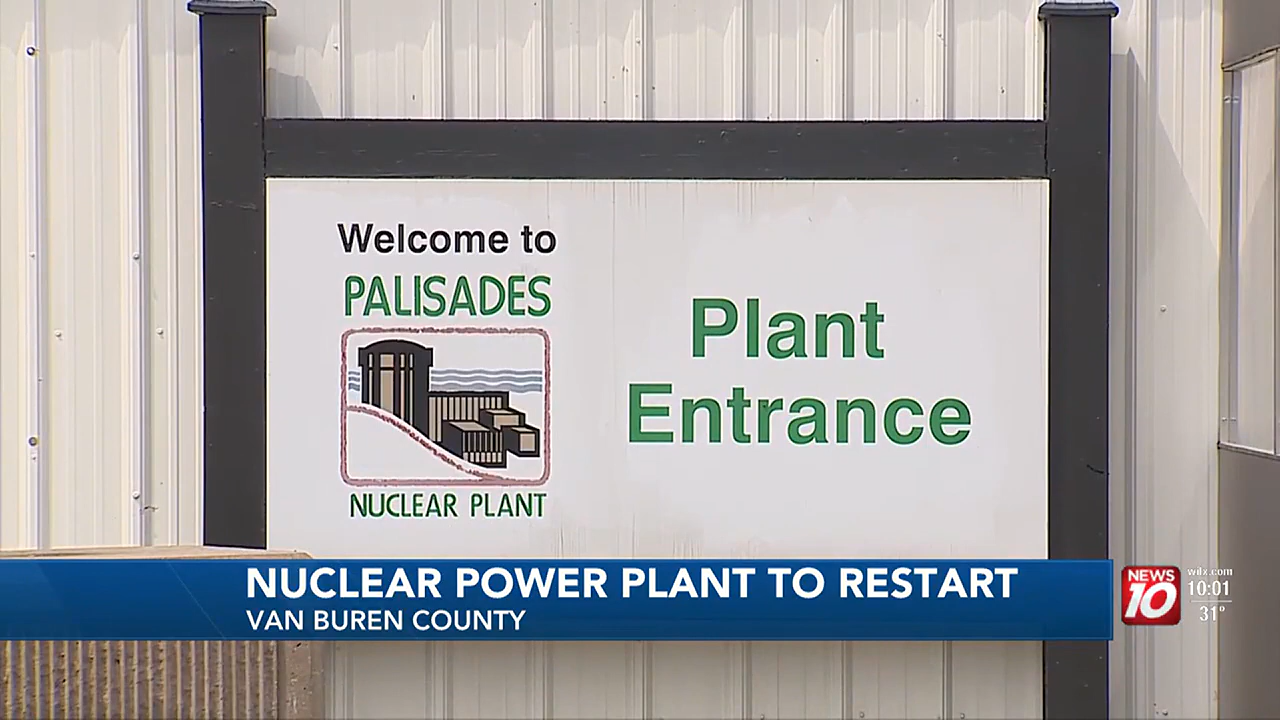 Welcome to
PALISADES
NUCLEAR PLANT
Plant
Entrance
NUCLEAR POWER PLANT TO RESTART
VAN BUREN COUNTY
NEWS
10
wilx.com
10:01
31°